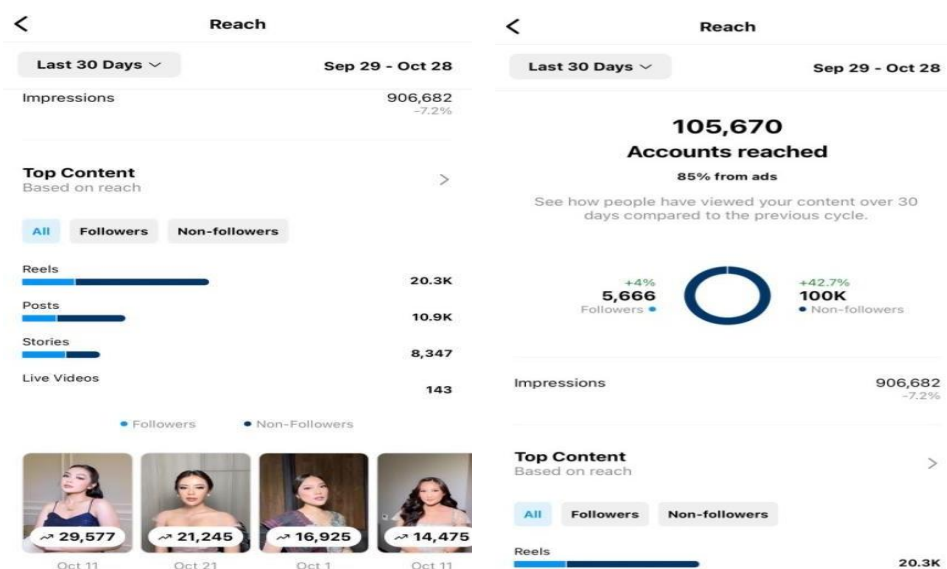 Reach
Last 30 Days
Sep 29 - Oct 28
Impressions
906,682
-7.2%
Top Content
Based on reach
All
Followers
Non-followers
Reels
20.3K
Posts
10.9K
Stories
8,347
Live Videos
143
Followers
Non-Followers
29,577
21,245
16,925
14,475
Oct 11
Oct 21
Oct 1
Oct 11
Reach
Last 30 Days
Sep 29 - Oct 28
105,670
Accounts reached
85% from ads
See how people have viewed your content over 30
days compared to the previous cycle.
+4%
5,666
Followers
+42.7%
100K
Non-followers
Impressions
906,682
-7.2%
Top Content
Based on reach
All
Followers
Non-followers
Reels
20.3K